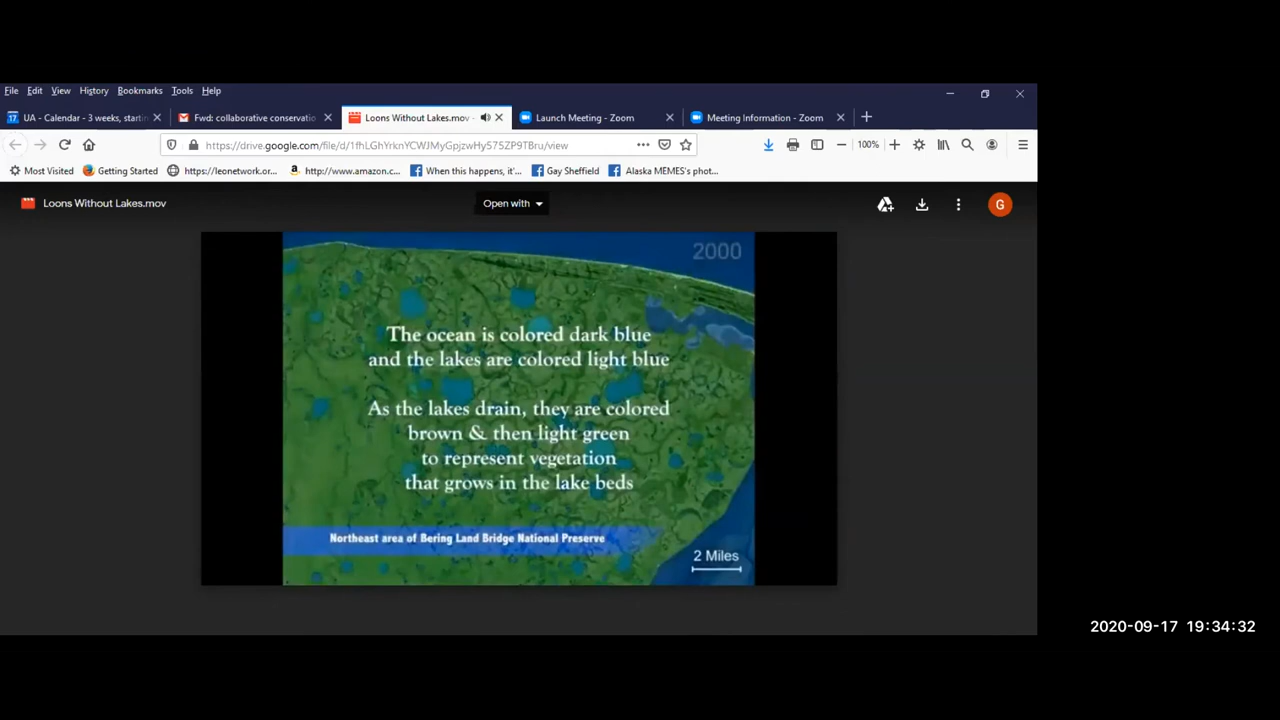 File Edit View History Bookmarks Tools Help
17 UA - Calendar - 3 weeks, startin
Fwd: collaborative conservatio
Loons Without Lakes.mov -
Launch Meeting - Zoom
Meeting Information - Zoom
https://drive.google.com/file/d/1fhLGhYrknYCWJMyGpjzwHyS75ZP9TBru/view
100%
Most Visited Getting Started https://leonetwork.or... http://www.amazon.c... When this happens, it'... Gay Sheffield Alaska MEMES's phot...
Loons Without Lakes.mov
Open with
G
2000
The ocean is colored dark blue
and the lakes are colored light blue
As the lakes drain, they are colored
brown & then light green
to represent vegetation
that grows in the lake beds
Northeast area of Bering Land Bridge National Preserve
2 Miles
2020-09-17 19:34:32